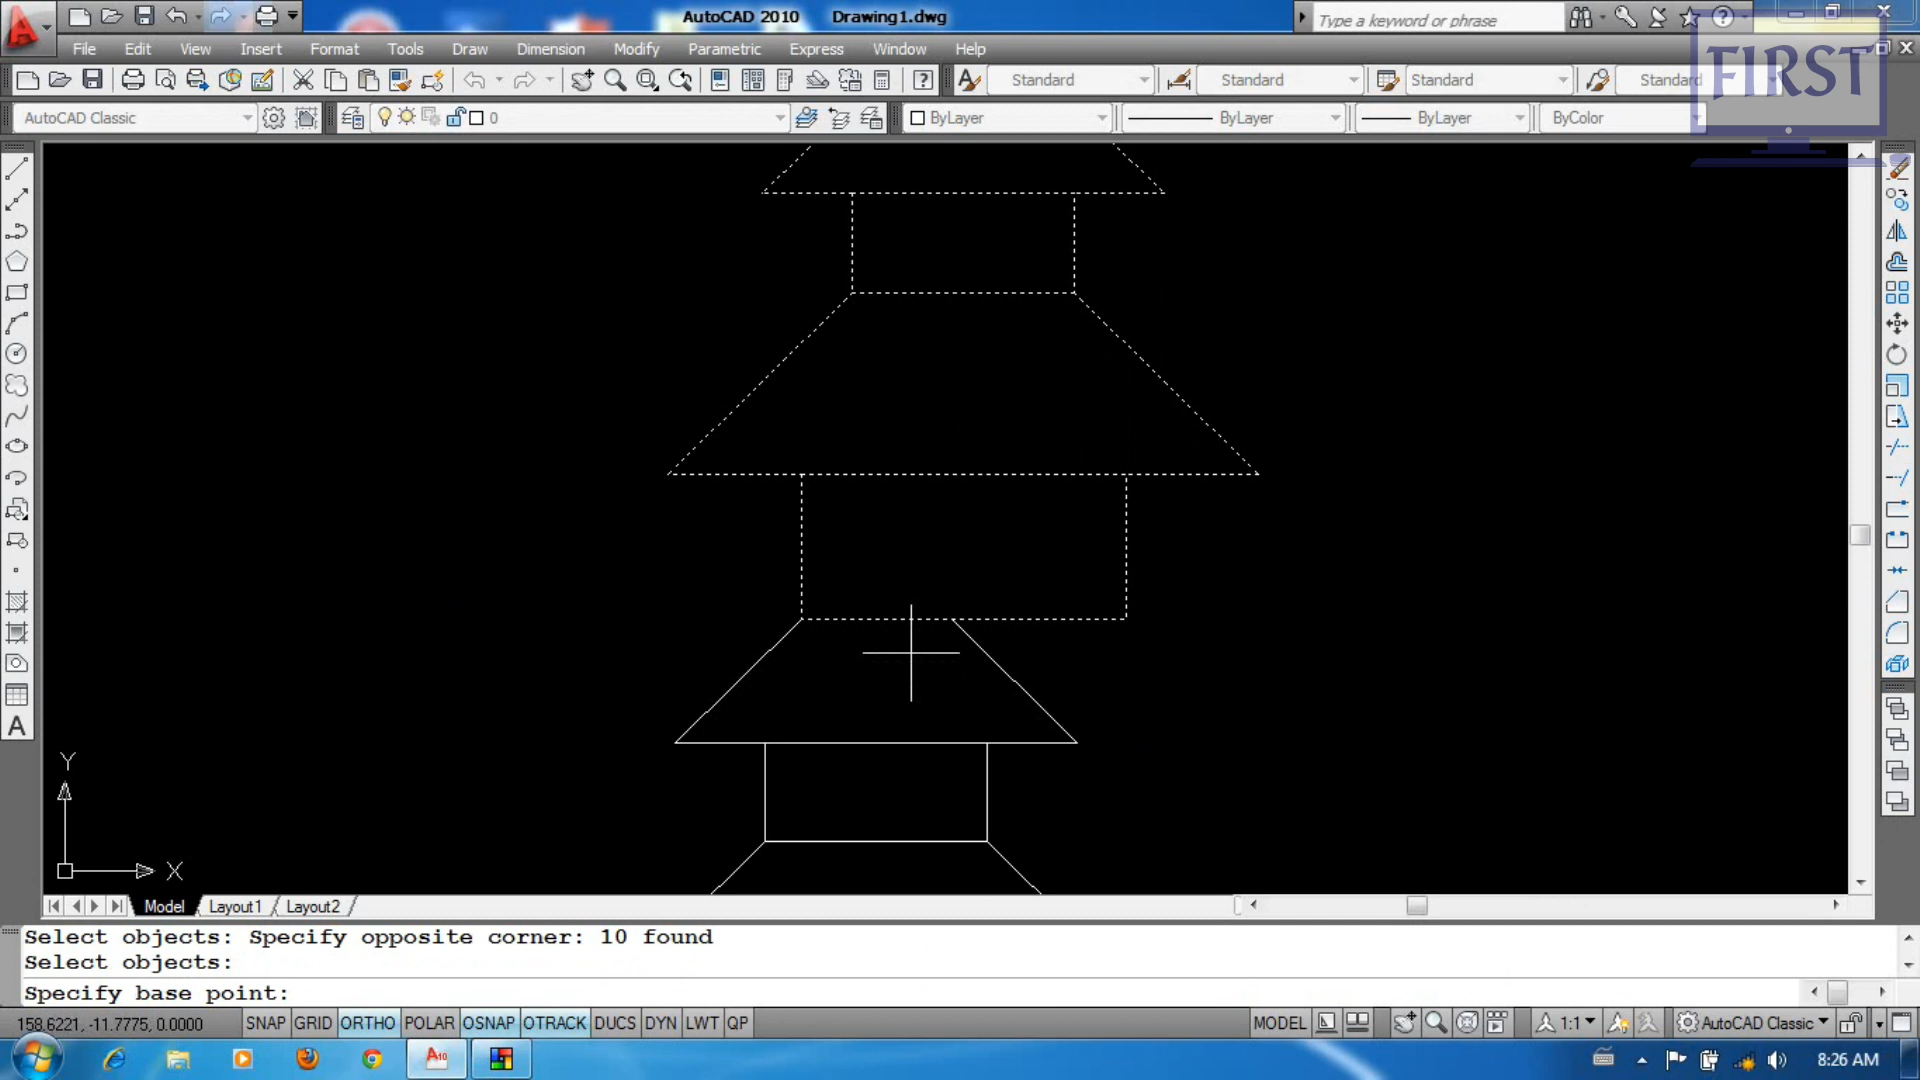 AutoCAD 2010 Drawing1.dwg
Type a keyword or phrase
FIRST
File Edit View Insert Format Tools Draw Dimension Modify Parametric Express Window Help
Standard Standard Standard Standard
AutoCAD Classic 0 ByLayer ByLayer ByLayer ByColor
A
Y
X
Model Layout1 Layout2
Select objects: Specify opposite corner: 10 found
Select objects:
Specify base point:
158.6221, -11.7775, 0.0000 SNAP GRID ORTHO POLAR OSNAP OTRACK DUCS DYN LWT QP MODEL 1:1 AutoCAD Classic
8:26 AM